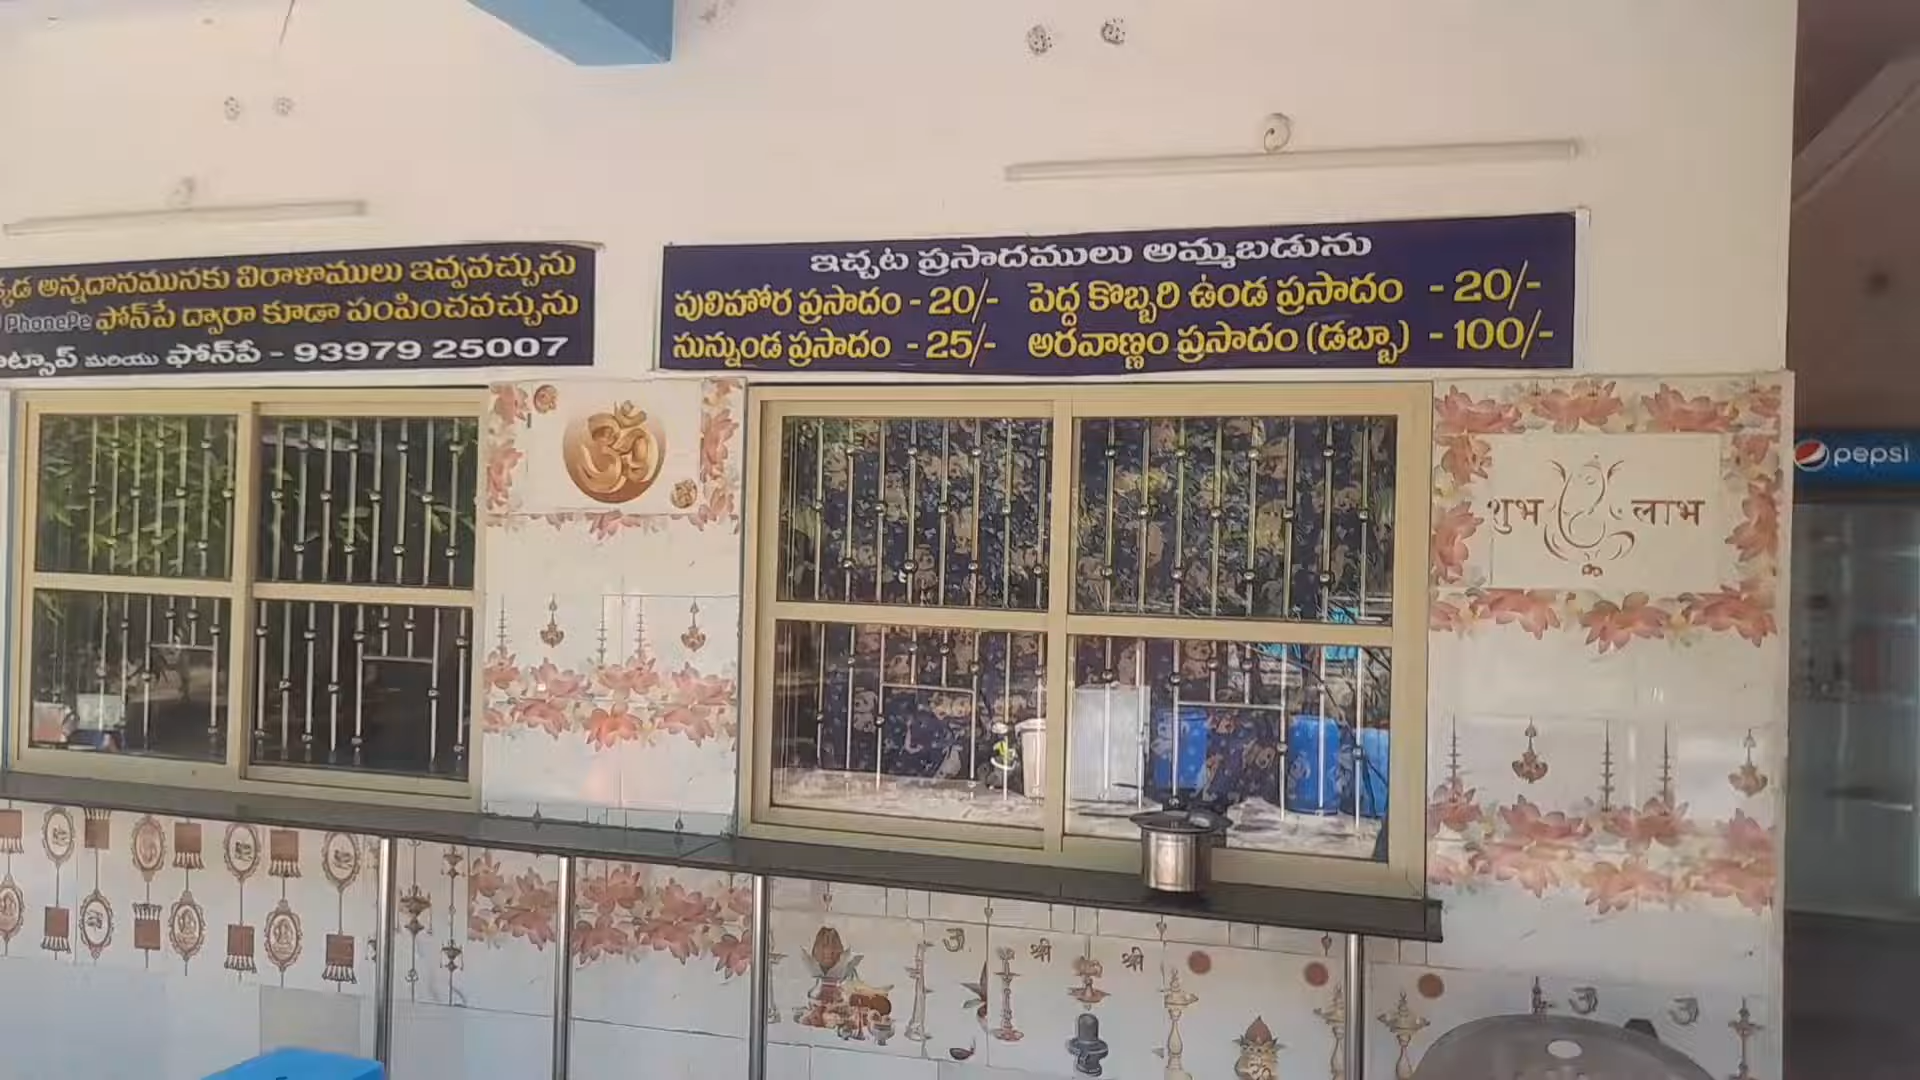 అన్నదానమునకు విరాళాములు ఇవ్వవచ్చును
PhonePe ఫోన్‌పే ద్వారా కూడా పంపించవచ్చును
మరియు ఫోన్‌పే - 93979 25007
ఇచ్చట ప్రసాదములు అమ్మబడును
పులిహోర ప్రసాదం - 20/- పెద్ద కొబ్బరి ఉండ ప్రసాదం - 20/-
సున్నుండ ప్రసాదం - 25/- అరవాణ్ణం ప్రసాదం (డబ్బా) - 100/-
ॐ
शुभ लाभ
pepsi
श्री श्री